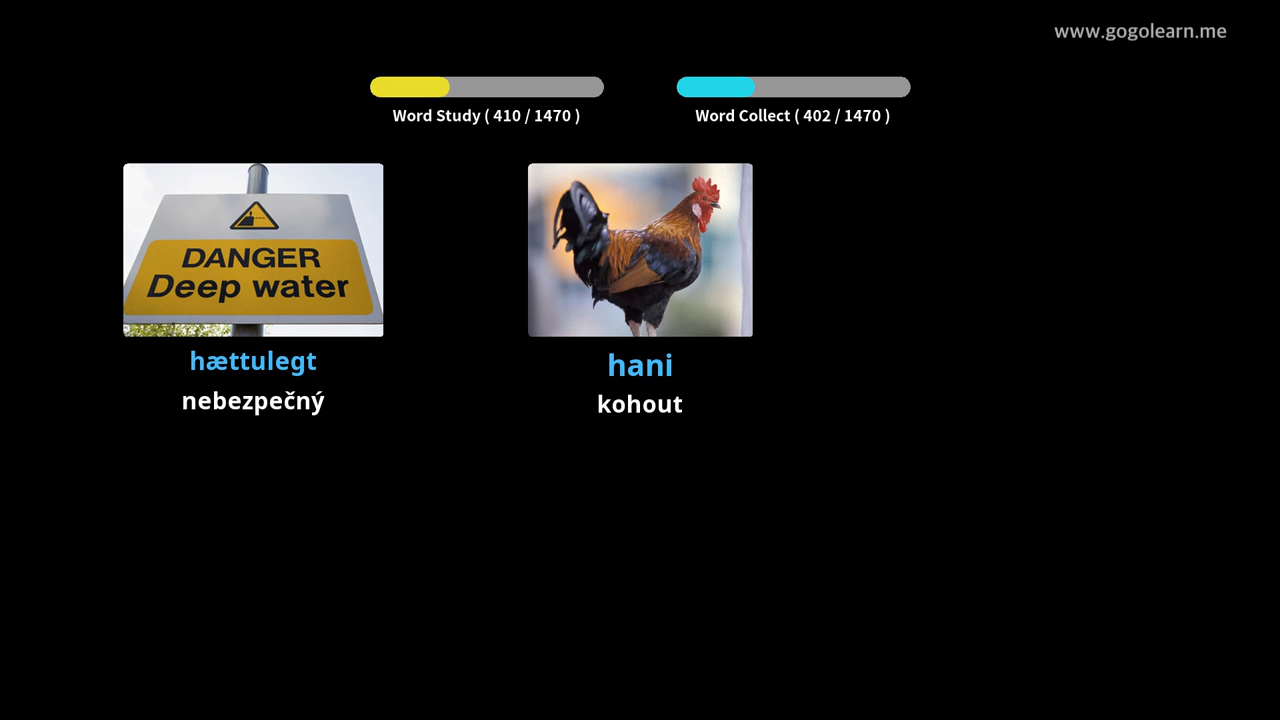 www.gogolearn.me
Word Study ( 410 / 1470 )
Word Collect ( 402 / 1470 )
DANGER
Deep water
hættulegt
nebezpečný
hani
kohout